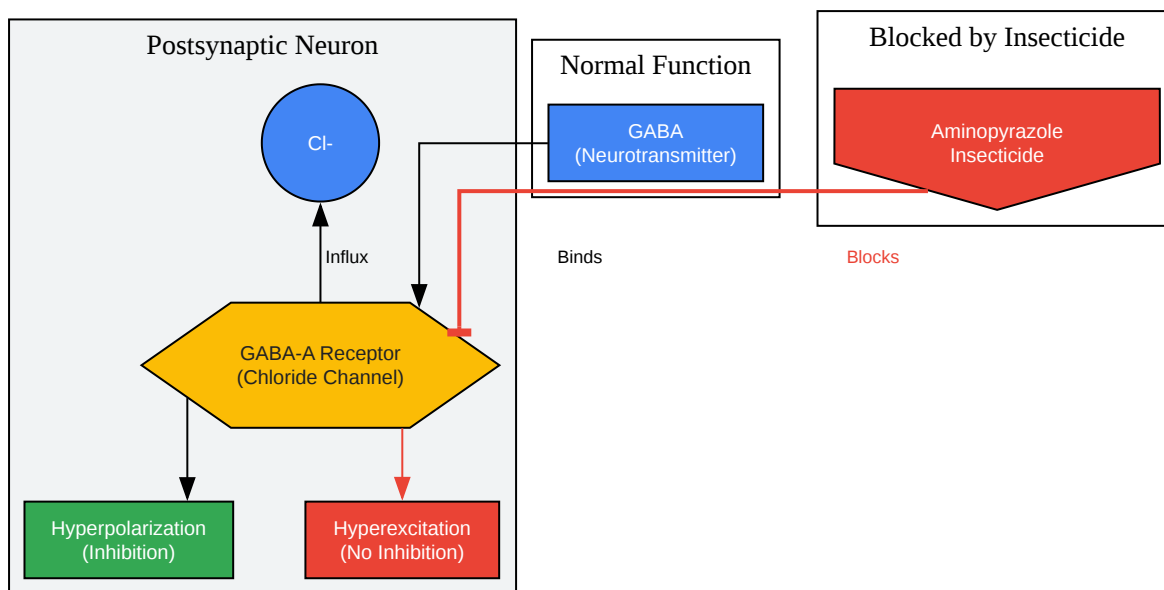 Postsynaptic Neuron
Normal Function
Blocked by Insecticide
Cl-
GABA
(Neurotransmitter)
Aminopyrazole
Insecticide
Influx
Binds
Blocks
GABA-A Receptor
(Chloride Channel)
Hyperpolarization
(Inhibition)
Hyperexcitation
(No Inhibition)